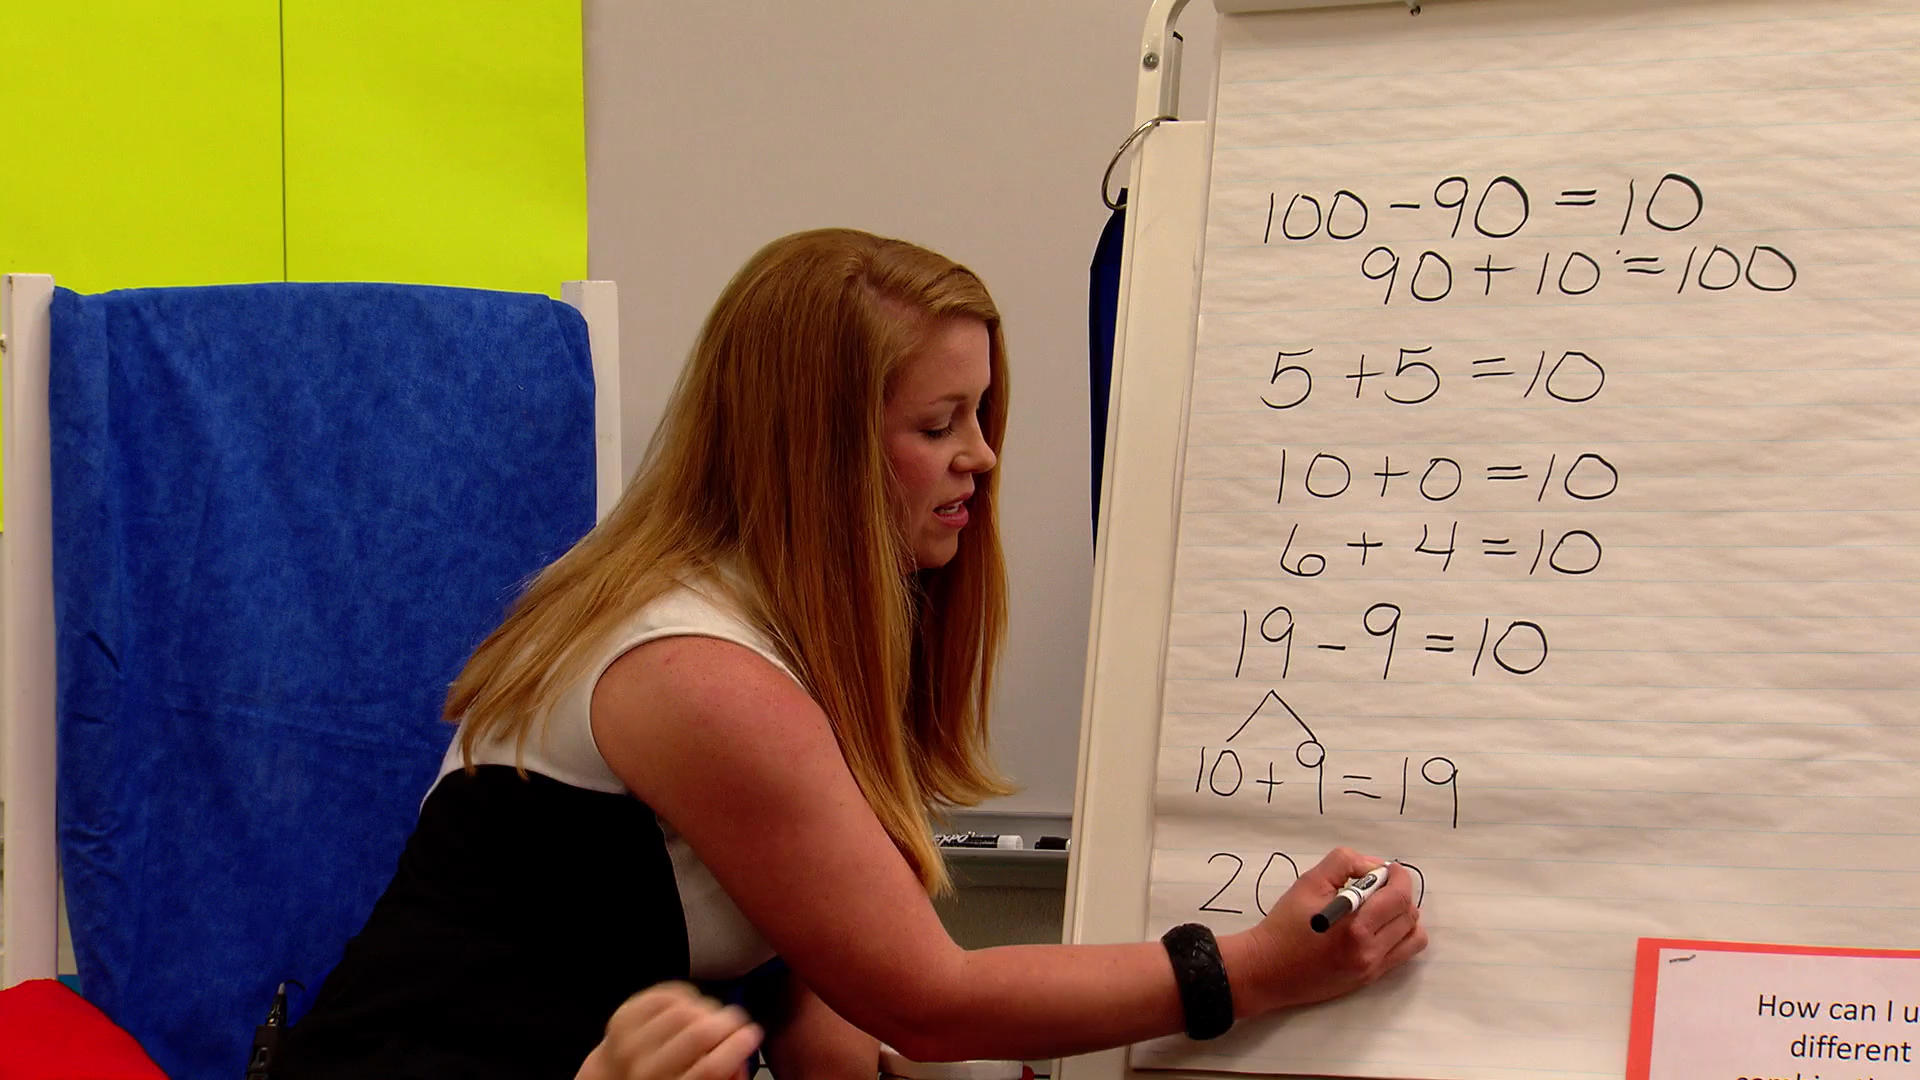 100 - 90 = 10
90 + 10 = 100
5 + 5 = 10
10 + 0 = 10
6 + 4 = 10
19 - 9 = 10
10 + 9 = 19
20
How can I u
different